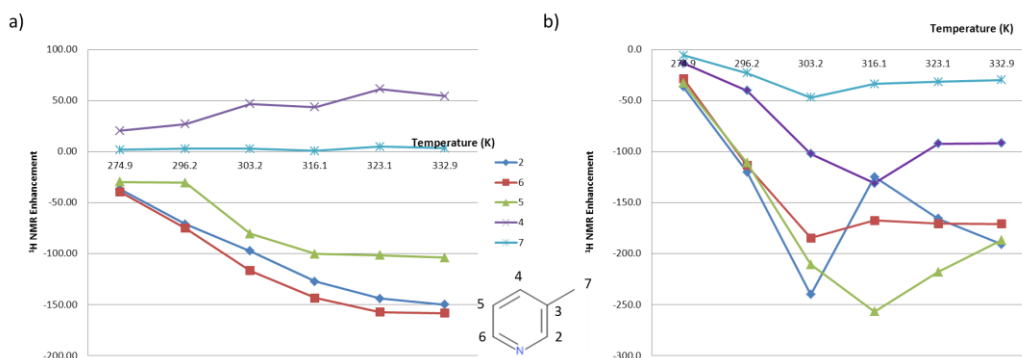 a)
100.00
50.00
0.00
-50.00
-100.00
-150.00
-200.00
¹H NMR Enhancement
Temperature (K)
274.9 296.2 303.2 316.1 323.1 332.9
2
6
5
4
7
4
7
5
3
6
2
N
b)
Temperature (K)
0.0
-50.0
-100.0
-150.0
-200.0
-250.0
-300.0
¹H NMR Enhancement
274.9 296.2 303.2 316.1 323.1 332.9